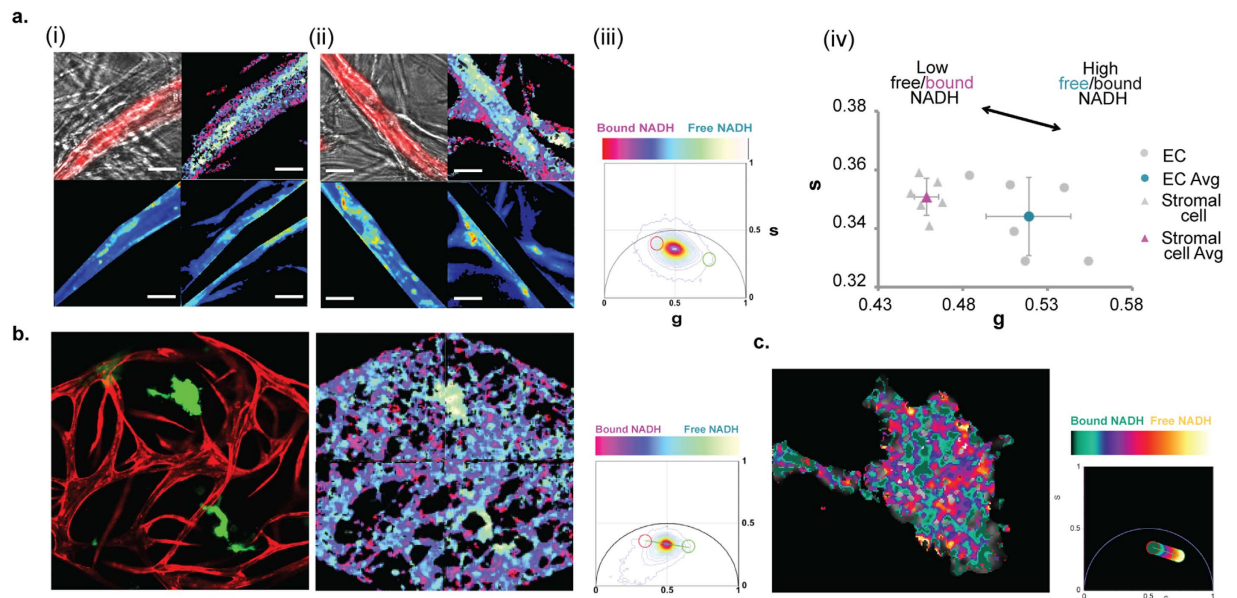 a.
(i)
(ii)
(iii)
(iv)
Bound NADH Free NADH
1
0.5
s
0
0 0.5 1
g
Low
free/bound
NADH
High
free/bound
NADH
0.38
0.36
s
0.34
0.32
0.43 0.48 0.53 0.58
g
EC
EC Avg
Stromal
cell
Stromal
cell Avg
b.
Bound NADH Free NADH
1
0.5
0
0 0.5 1
c.
Bound NADH Free NADH
s
1
0.5
0
0 0.5 1